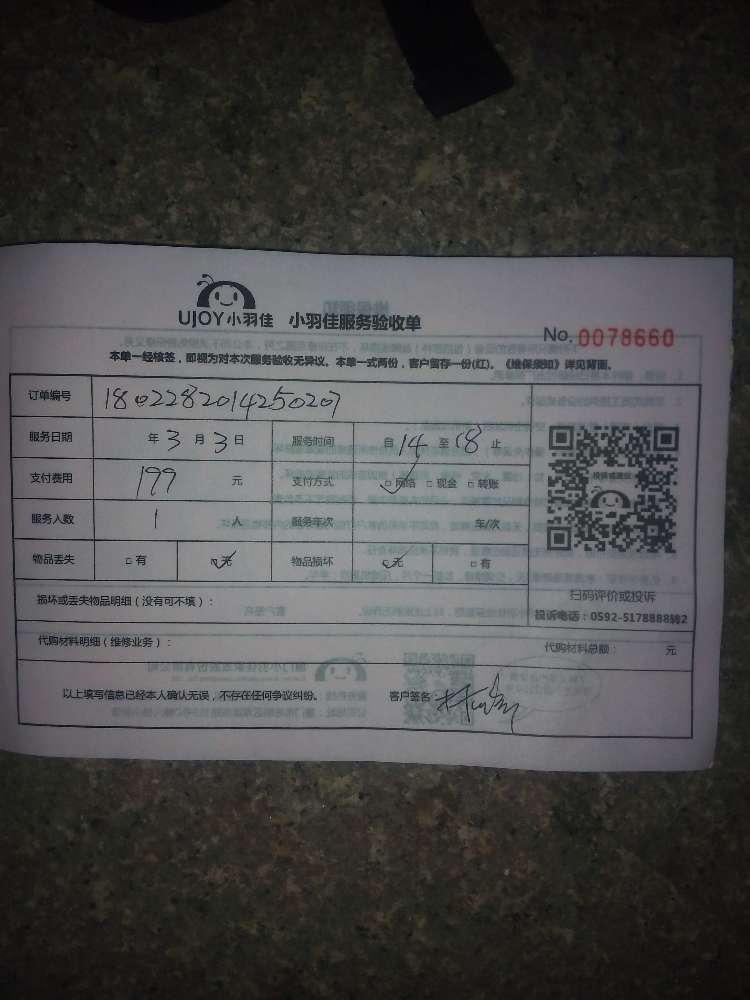 UJOY小羽佳 小羽佳服务验收单
No. 0078660
本单一经核签，即视为对本次服务验收无异议。本单一式两份，客户留存一份(红)。《维保须知》详见背面。
订单编号 1802282014250207
服务日期 年 3 月 3 日 服务时间 自 14 至 18 止
支付费用 199 元 支付方式 □网络 □现金 □转账
服务人数 1 人 服务车次 车/次
物品丢失 □有 □无 物品损坏 □无 □有
扫码评价或投诉
投诉电话：0592-5178888转2
损坏或丢失物品明细（没有可不填）：
代购材料明细（维修业务）： 代购材料总额： 元
以上填写信息已经本人确认无误，不存在任何争议纠纷。 客户签名：